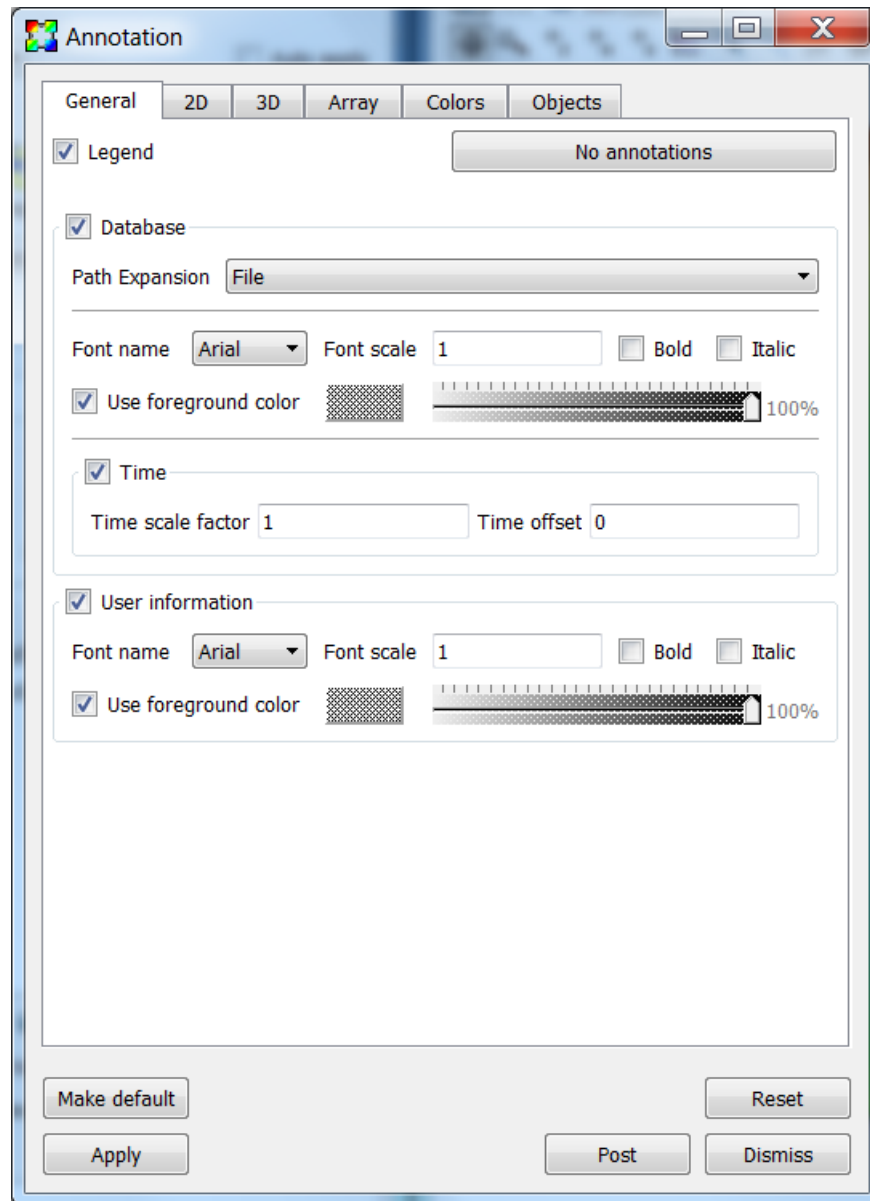 Annotation
General 2D 3D Array Colors Objects
Legend No annotations
Database
Path Expansion File
Font name Arial Font scale 1 Bold Italic
Use foreground color 100%
Time
Time scale factor 1 Time offset 0
User information
Font name Arial Font scale 1 Bold Italic
Use foreground color 100%
Make default Reset
Apply Post Dismiss